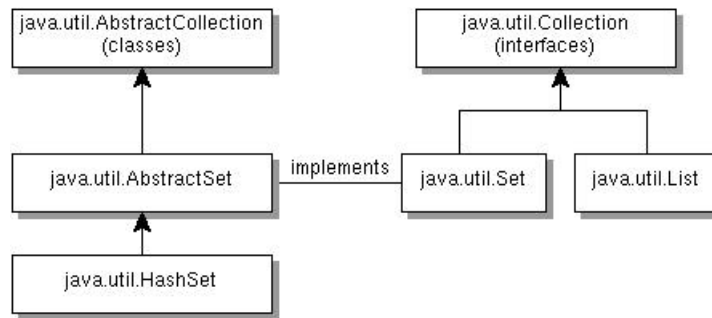 java.util.AbstractCollection
(classes)
java.util.Collection
(interfaces)
java.util.AbstractSet
implements
java.util.Set
java.util.List
java.util.HashSet